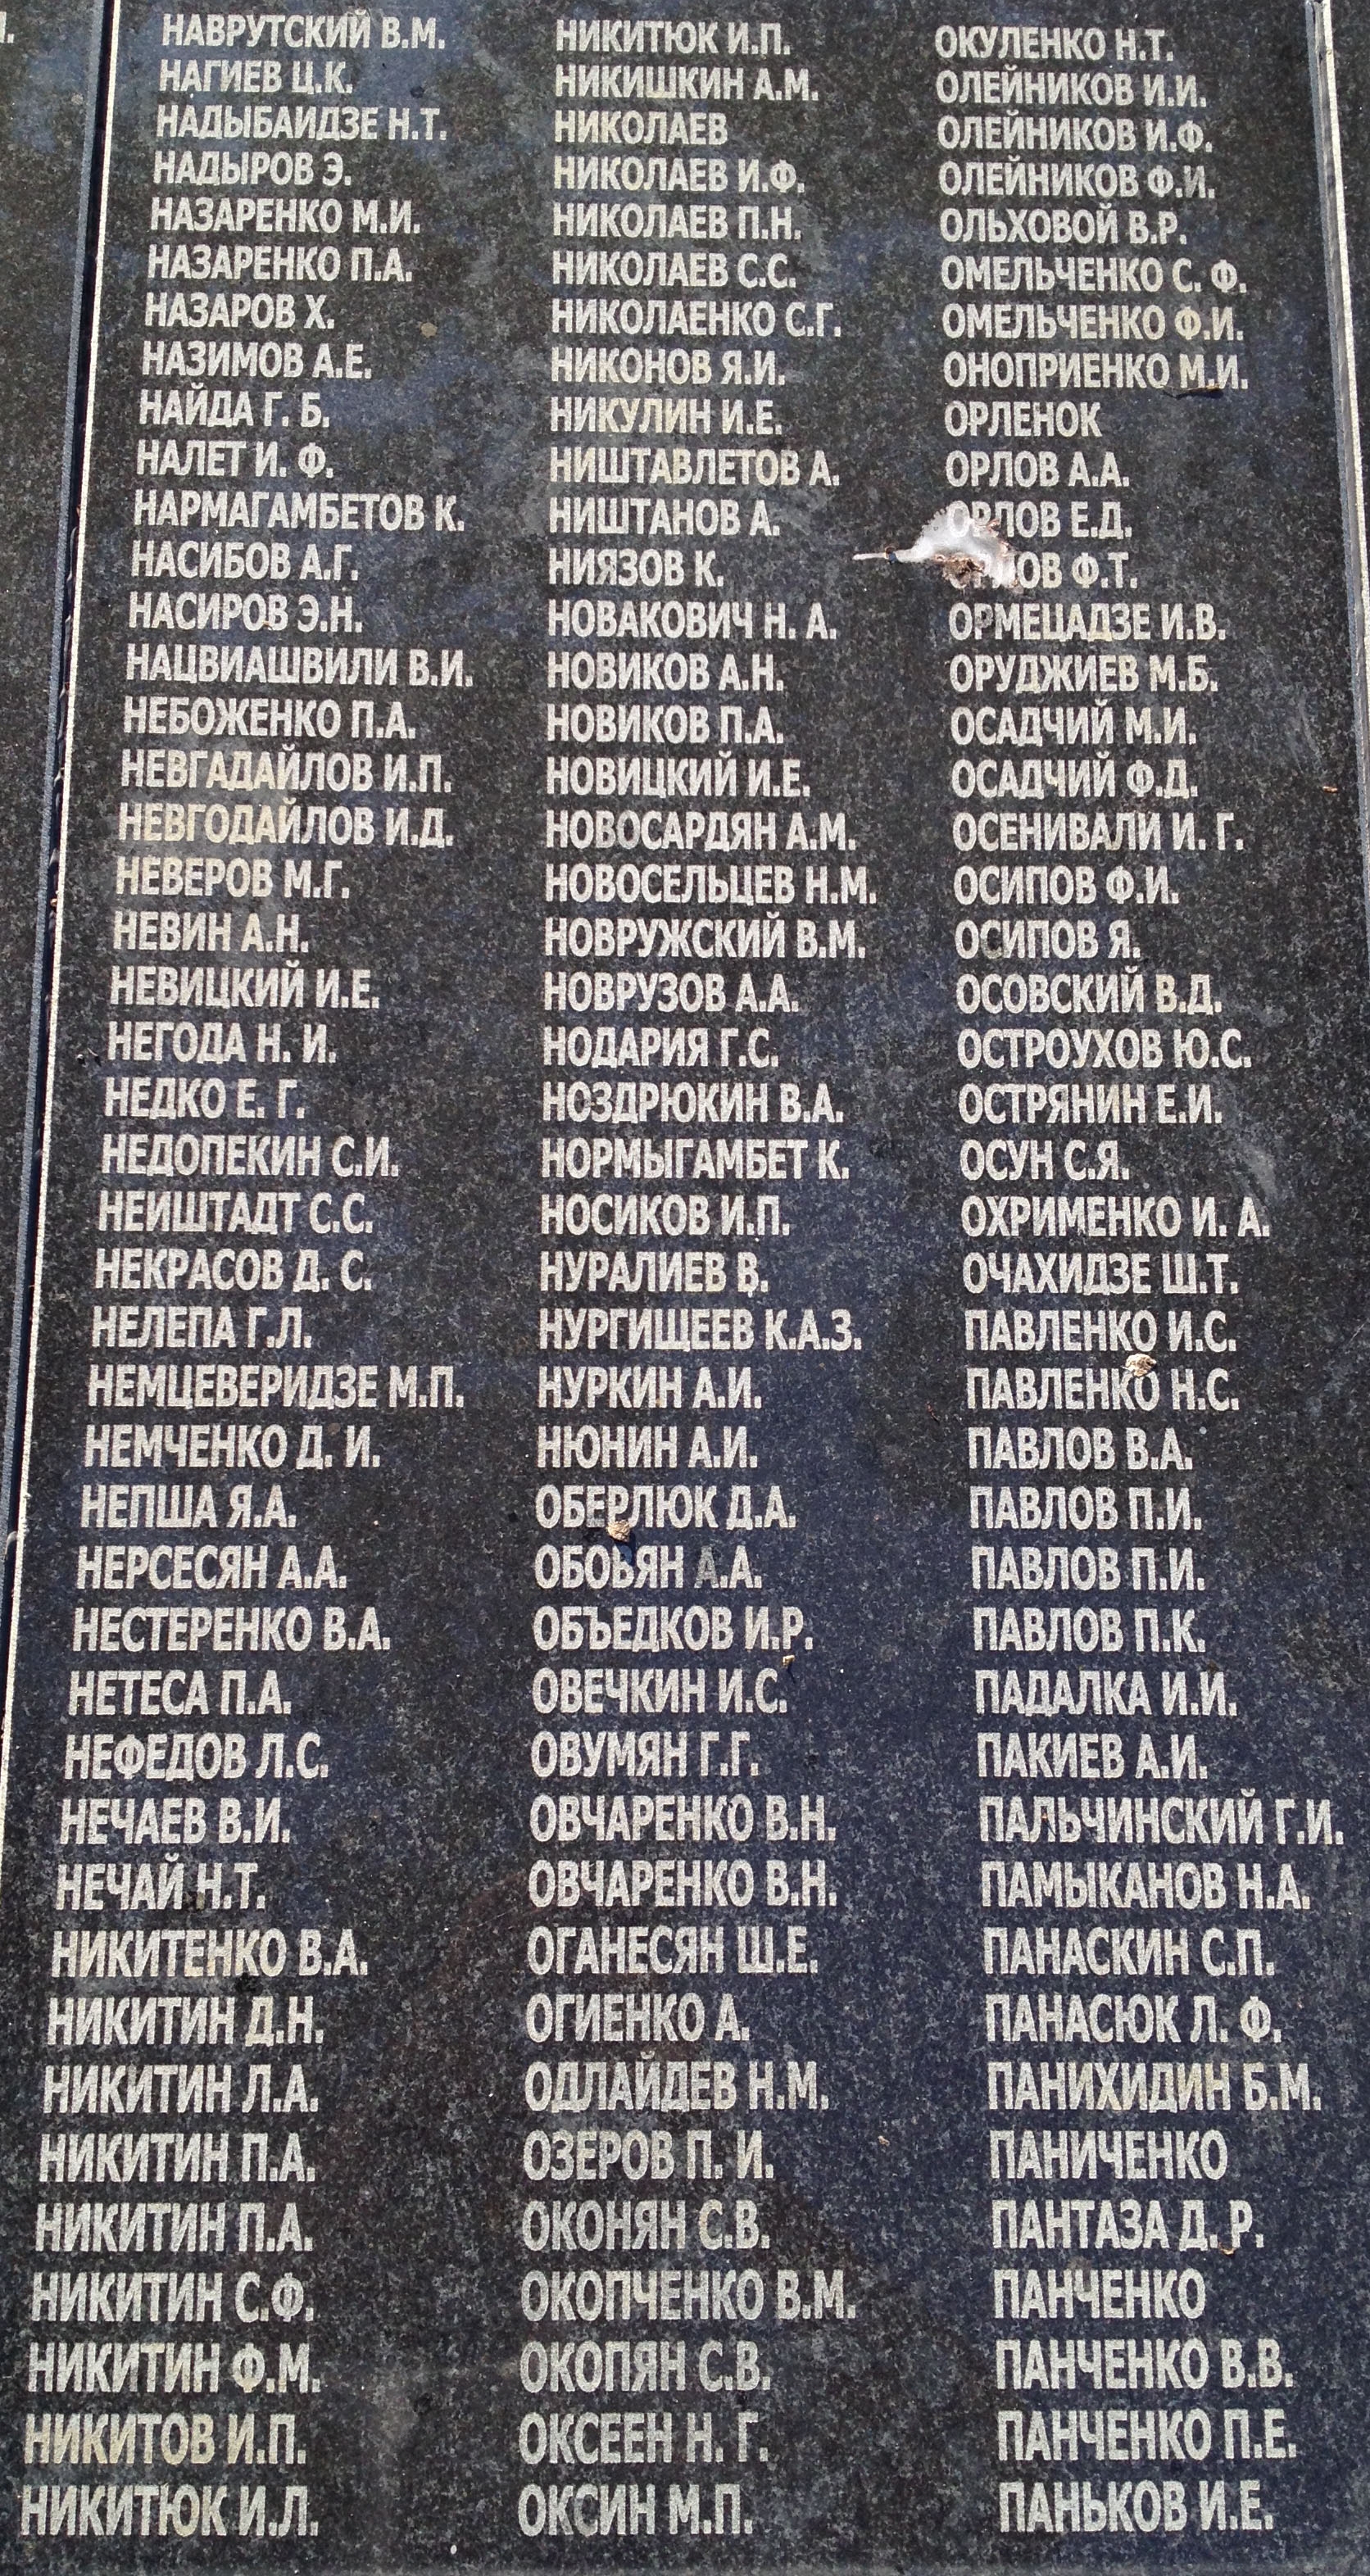 НАВРУТСКИЙ В.М.
НАГИЕВ Ц.К.
НАДЫБАИДЗЕ Н.Т.
НАДЫРОВ Э.
НАЗАРЕНКО М.И.
НАЗАРЕНКО П.А.
НАЗАРОВ Х.
НАЗИМОВ А.Е.
НАЙДА Г. Б.
НАЛЕТ И. Ф.
НАРМАГАМБЕТОВ К.
НАСИБОВ А.Г.
НАСИРОВ Э.Н.
НАЦВИАШВИЛИ В.И.
НЕБОЖЕНКО П.А.
НЕВГАДАЙЛОВ И.П.
НЕВГОДАЙЛОВ И.Д.
НЕВЕРОВ М.Г.
НЕВИН А.Н.
НЕВИЦКИЙ И.Е.
НЕГОДА Н. И.
НЕДКО Е. Г.
НЕДОПЕКИН С.И.
НЕИШТАДТ С.С.
НЕКРАСОВ Д. С.
НЕЛЕПА Г.Л.
НЕМЦЕВЕРИДЗЕ М.П.
НЕМЧЕНКО Д. И.
НЕПША Я.А.
НЕРСЕСЯН А.А.
НЕСТЕРЕНКО В.А.
НЕТЕСА П.А.
НЕФЕДОВ Л.С.
НЕЧАЕВ В.И.
НЕЧАЙ Н.Т.
НИКИТЕНКО В.А.
НИКИТИН Д.Н.
НИКИТИН Л.А.
НИКИТИН П.А.
НИКИТИН П.А.
НИКИТИН С.Ф.
НИКИТИН Ф.М.
НИКИТОВ И.П.
НИКИТЮК И.Л.
НИКИТЮК И.П.
НИКИШКИН А.М.
НИКОЛАЕВ
НИКОЛАЕВ И.Ф.
НИКОЛАЕВ П.Н.
НИКОЛАЕВ С.С.
НИКОЛАЕНКО С.Г.
НИКОНОВ Я.И.
НИКУЛИН И.Е.
НИШТАВЛЕТОВ А.
НИШТАНОВ А.
НИЯЗОВ К.
НОВАКОВИЧ Н. А.
НОВИКОВ А.Н.
НОВИКОВ П.А.
НОВИЦКИЙ И.Е.
НОВОСАРДЯН А.М.
НОВОСЕЛЬЦЕВ Н.М.
НОВРУЖСКИЙ В.М.
НОВРУЗОВ А.А.
НОДАРИЯ Г.С.
НОЗДРЮКИН В.А.
НОРМЫГАМБЕТ К.
НОСИКОВ И.П.
НУРАЛИЕВ В.
НУРГИЩЕЕВ К.А.З.
НУРКИН А.И.
НЮНИН А.И.
ОБЕРЛЮК Д.А.
ОБОЬЯН А.А.
ОБЪЕДКОВ И.Р.
ОВЕЧКИН И.С.
ОВУМЯН Г.Г.
ОВЧАРЕНКО В.Н.
ОВЧАРЕНКО В.Н.
ОГАНЕСЯН Ш.Е.
ОГИЕНКО А.
ОДЛАЙДЕВ Н.М.
ОЗЕРОВ П. И.
ОКОНЯН С.В.
ОКОПЧЕНКО В.М.
ОКОПЯН С.В.
ОКСЕЕН Н. Г.
ОКСИН М.П.
ОКУЛЕНКО Н.Т.
ОЛЕЙНИКОВ И.И.
ОЛЕЙНИКОВ И.Ф.
ОЛЕЙНИКОВ Ф.И.
ОЛЬХОВОЙ В.Р.
ОМЕЛЬЧЕНКО С. Ф.
ОМЕЛЬЧЕНКО Ф.И.
ОНОПРИЕНКО М.И.
ОРЛЕНОК
ОРЛОВ А.А.
ОРЛОВ Е.Д.
Ф.Т.
ОРМЕЦАДЗЕ И.В.
ОРУДЖИЕВ М.Б.
ОСАДЧИЙ М.И.
ОСАДЧИЙ Ф.Д.
ОСЕНИВАЛИ И. Г.
ОСИПОВ Ф.И.
ОСИПОВ Я.
ОСОВСКИЙ В.Д.
ОСТРОУХОВ Ю.С.
ОСТРЯНИН Е.И.
ОСУН С.Я.
ОХРИМЕНКО И. А.
ОЧАХИДЗЕ Ш.Т.
ПАВЛЕНКО И.С.
ПАВЛЕНКО Н.С.
ПАВЛОВ В.А.
ПАВЛОВ П.И.
ПАВЛОВ П.И.
ПАВЛОВ П.К.
ПАДАЛКА И.И.
ПАКИЕВ А.И.
ПАЛЬЧИНСКИЙ Г.И.
ПАМЫКАНОВ Н.А.
ПАНАСКИН С.П.
ПАНАСЮК Л. Ф.
ПАНИХИДИН Б.М.
ПАНИЧЕНКО
ПАНТАЗА Д. Р.
ПАНЧЕНКО
ПАНЧЕНКО В.В.
ПАНЧЕНКО П.Е.
ПАНЬКОВ И.Е.